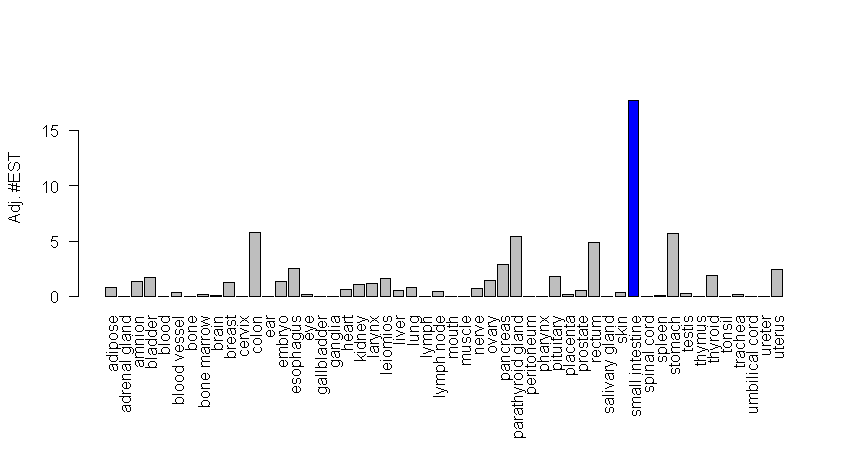 Adj. #EST
15
10
5
0
adipose
adrenal gland
amnion
bladder
blood
blood vessel
bone
bone marrow
brain
breast
cervix
colon
ear
embryo
esophagus
eye
gallbladder
ganglia
heart
kidney
larynx
leiomios
liver
lung
lymph
lymph node
mouth
muscle
nerve
ovary
pancreas
parathyroid gland
peritoneum
pharynx
pituitary
placenta
prostate
rectum
salivary gland
skin
small intestine
spinal cord
spleen
stomach
testis
thymus
thyroid
tonsil
trachea
umbilical cord
ureter
uterus